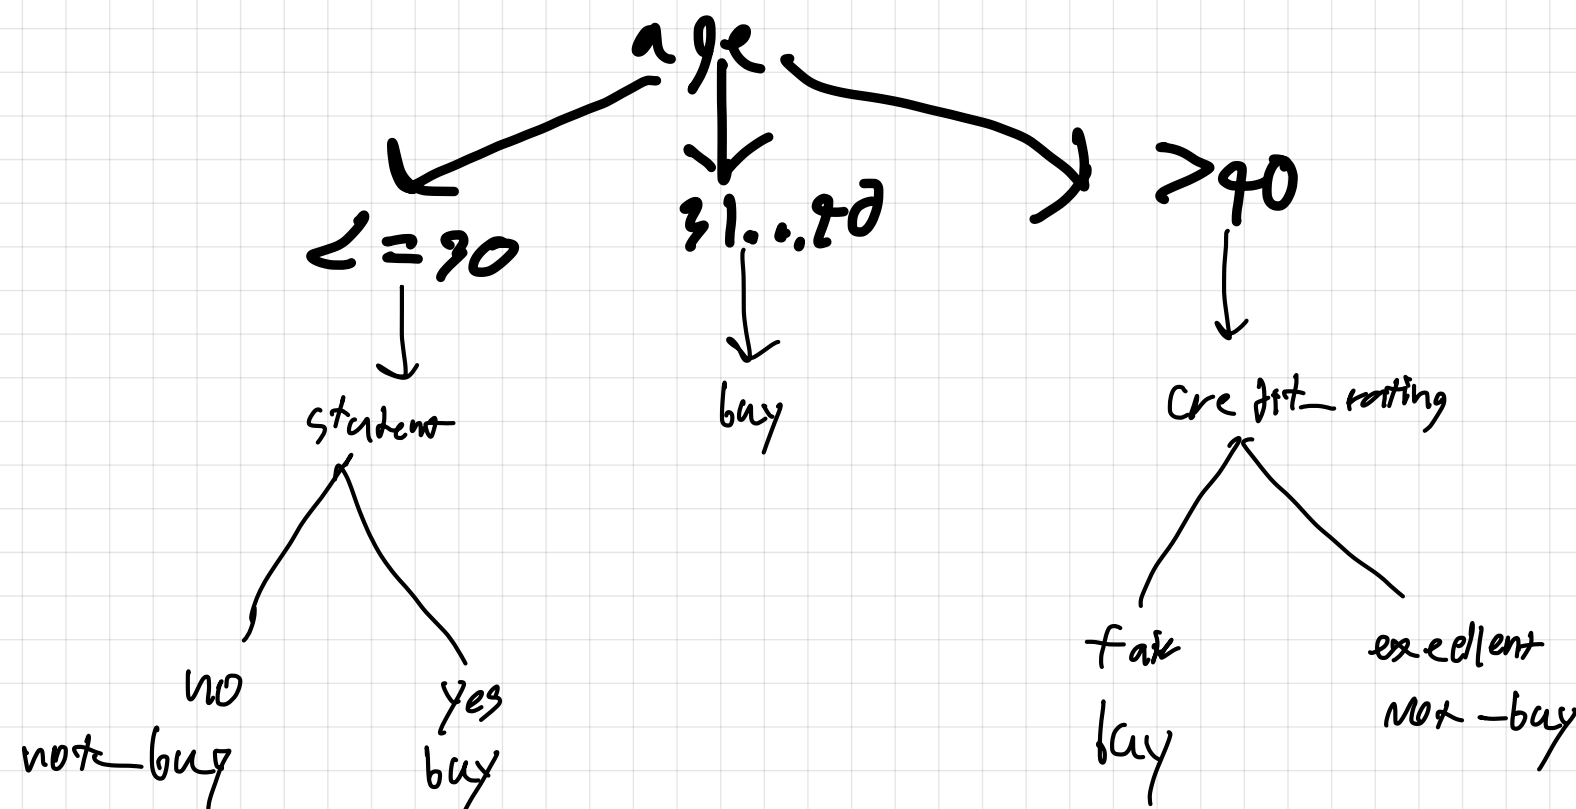 age
<=30
31...40
>40
student
buy
credit_rating
no
yes
fair
excellent
not_buy
buy
buy
not_buy